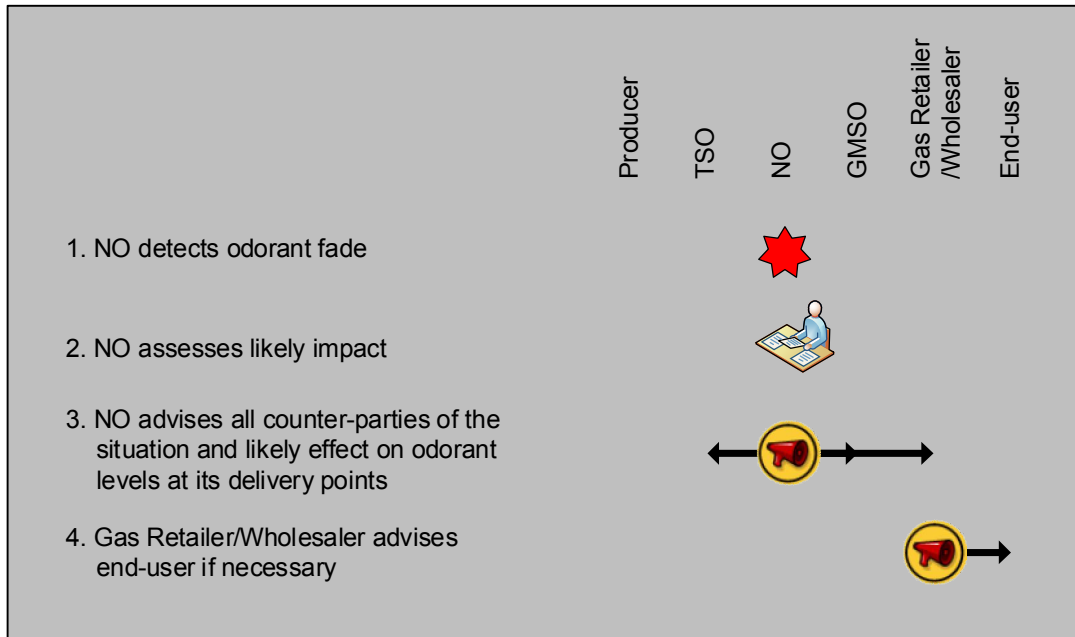 Producer
TSO
NO
GMSO
Gas Retailer
/Wholesaler
End-user
1. NO detects odorant fade
2. NO assesses likely impact
3. NO advises all counter-parties of the
situation and likely effect on odorant
levels at its delivery points
4. Gas Retailer/Wholesaler advises
end-user if necessary